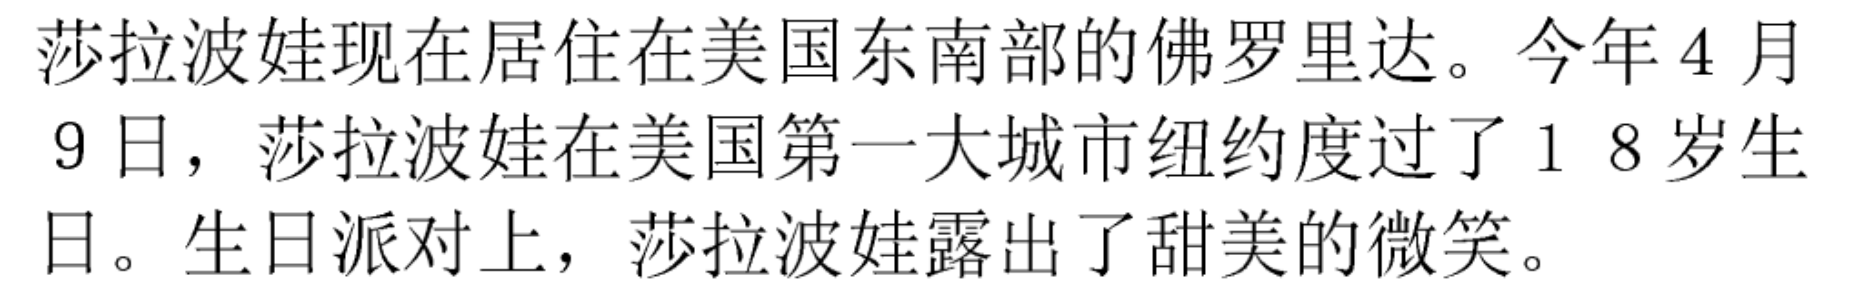 莎拉波娃现在居住在美国东南部的佛罗里达。今年4月
9日，莎拉波娃在美国第一大城市纽约度过了18岁生
日。生日派对上，莎拉波娃露出了甜美的微笑。